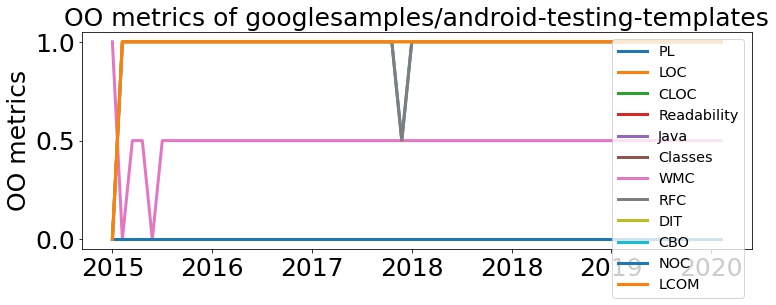 OO metrics of googlesamples/android-testing-templates
OO metrics
1.0
0.5
0.0
2015
2016
2017
2018
2018
2019
2020
PL
LOC
CLOC
Readability
Java
Classes
WMC
RFC
DIT
CBO
NOC
LCOM